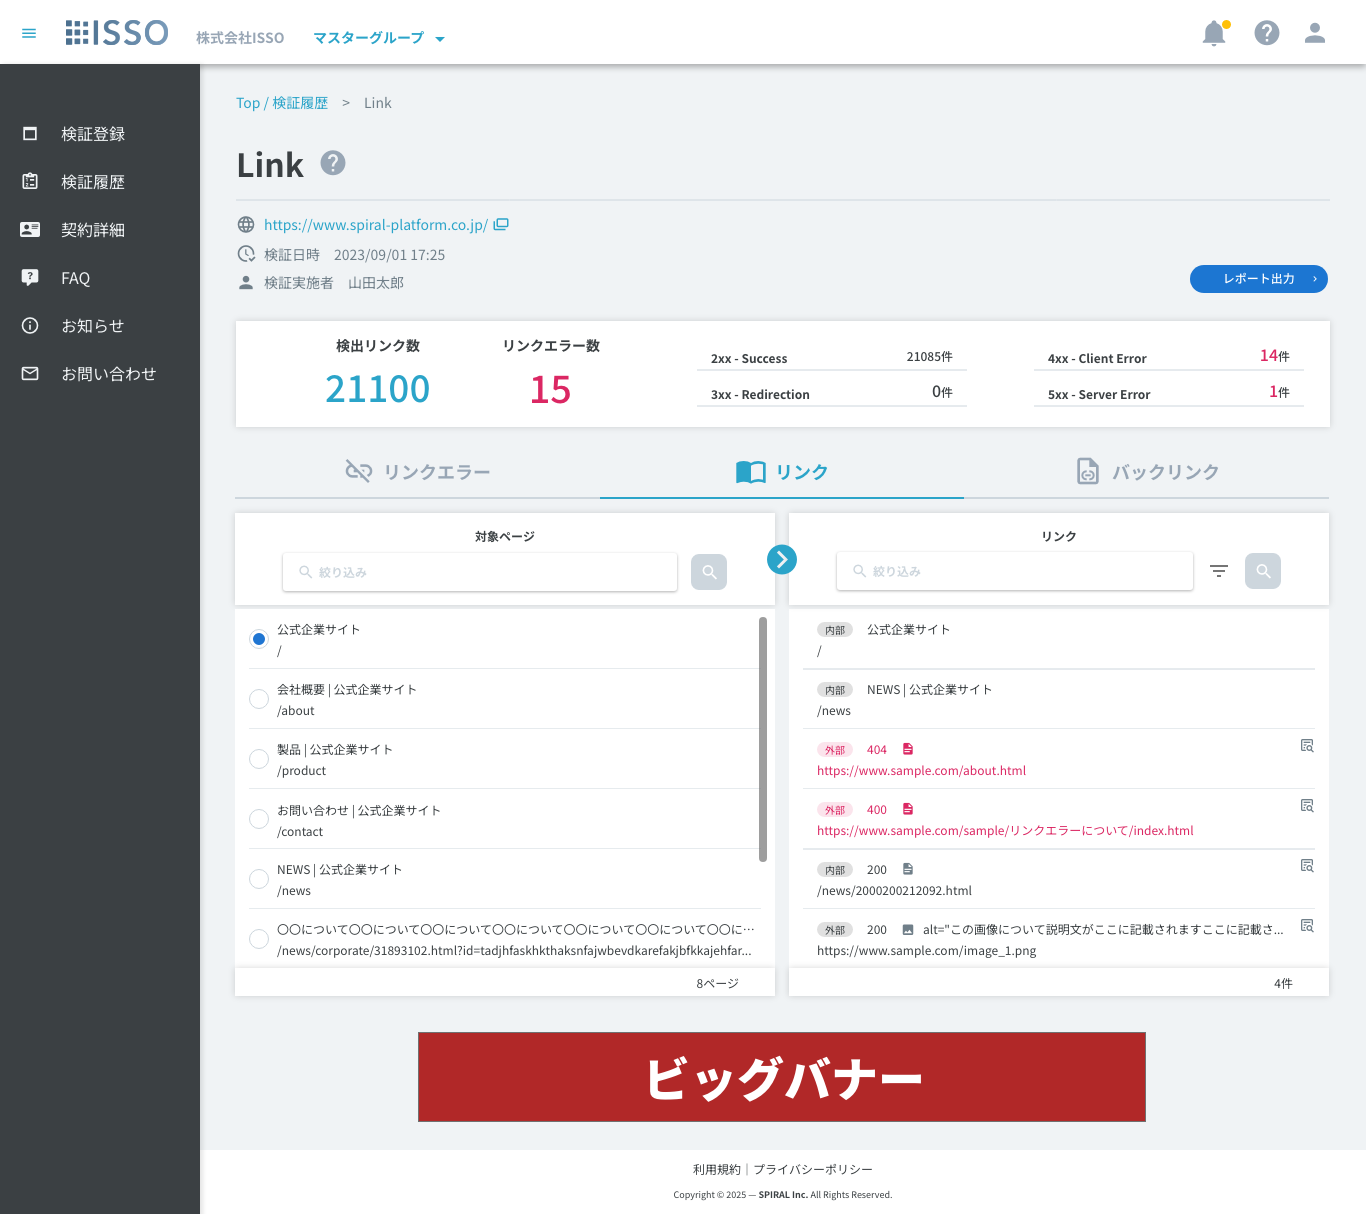 ISSO
株式会社ISSO
マスターグループ
検証登録
検証履歴
契約詳細
FAQ
お知らせ
お問い合わせ
Top / 検証履歴 > Link
Link
https://www.spiral-platform.co.jp/
検証日時 2023/09/01 17:25
検証実施者 山田太郎
レポート出力
検出リンク数
21100
リンクエラー数
15
2xx - Success 21085件
3xx - Redirection 0件
4xx - Client Error 14件
5xx - Server Error 1件
リンクエラー
リンク
バックリンク
対象ページ
絞り込み
公式企業サイト
/
会社概要 | 公式企業サイト
/about
製品 | 公式企業サイト
/product
お問い合わせ | 公式企業サイト
/contact
NEWS | 公式企業サイト
/news
〇〇について〇〇について〇〇について〇〇について〇〇について〇〇について〇〇に…
/news/corporate/31893102.html?id=tadjhfaskhkthaksnfajwbevdkarefakjbfkkajehfar...
8ページ
リンク
絞り込み
内部 公式企業サイト
/
内部 NEWS | 公式企業サイト
/news
外部 404
https://www.sample.com/about.html
外部 400
https://www.sample.com/sample/リンクエラーについて/index.html
内部 200
/news/2000200212092.html
外部 200 alt="この画像について説明文がここに記載されますここに記載さ...
https://www.sample.com/image_1.png
4件
ビッグバナー
利用規約｜プライバシーポリシー
Copyright © 2025 — SPIRAL Inc. All Rights Reserved.